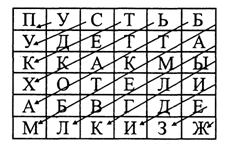 П У С Т Ь Б
У Д Е Т Т А
К К А К М Ы
Х О Т Е Л И
А Б В Г Д Е
М Л К И З Ж